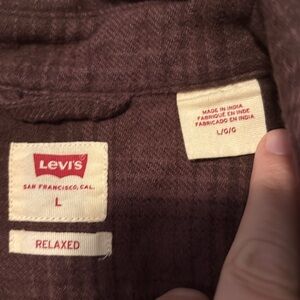 Levi's
SAN FRANCISCO, CAL.
L
RELAXED
MADE IN INDIA
FABRIQUÉ EN INDE
FABRICADO EN INDIA
L/G/G